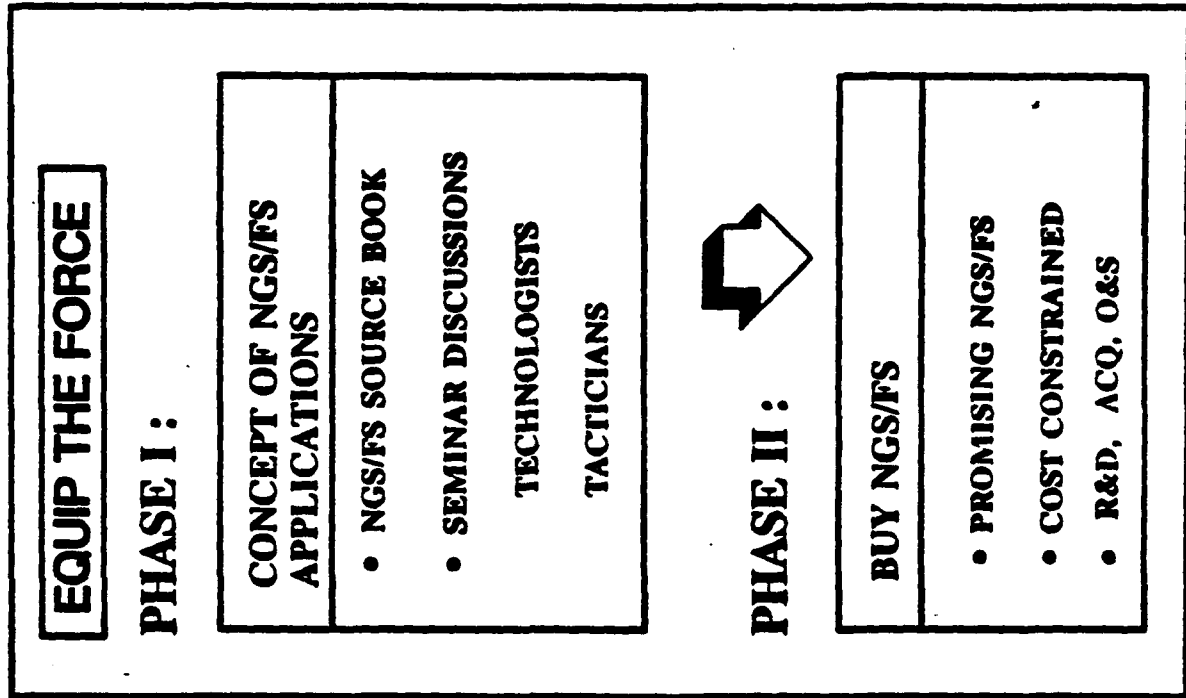 EQUIP THE FORCE
PHASE I :
CONCEPT OF NGS/FS
APPLICATIONS
• NGS/FS SOURCE BOOK
• SEMINAR DISCUSSIONS
TECHNOLOGISTS
TACTICIANS
PHASE II :
BUY NGS/FS
• PROMISING NGS/FS
• COST CONSTRAINED
• R&D, ACQ, O&S